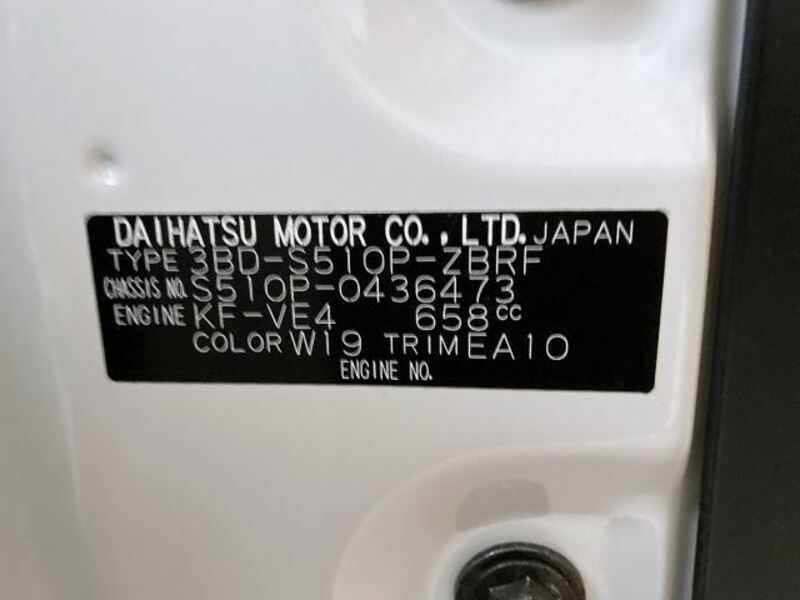 DAIHATSU MOTOR CO., LTD. JAPAN
TYPE 3BD-S510P-ZBRF
CHASSIS NO. S510P-0436473
ENGINE KF-VE4 658cc
COLOR W19 TRIM EA10
ENGINE NO.